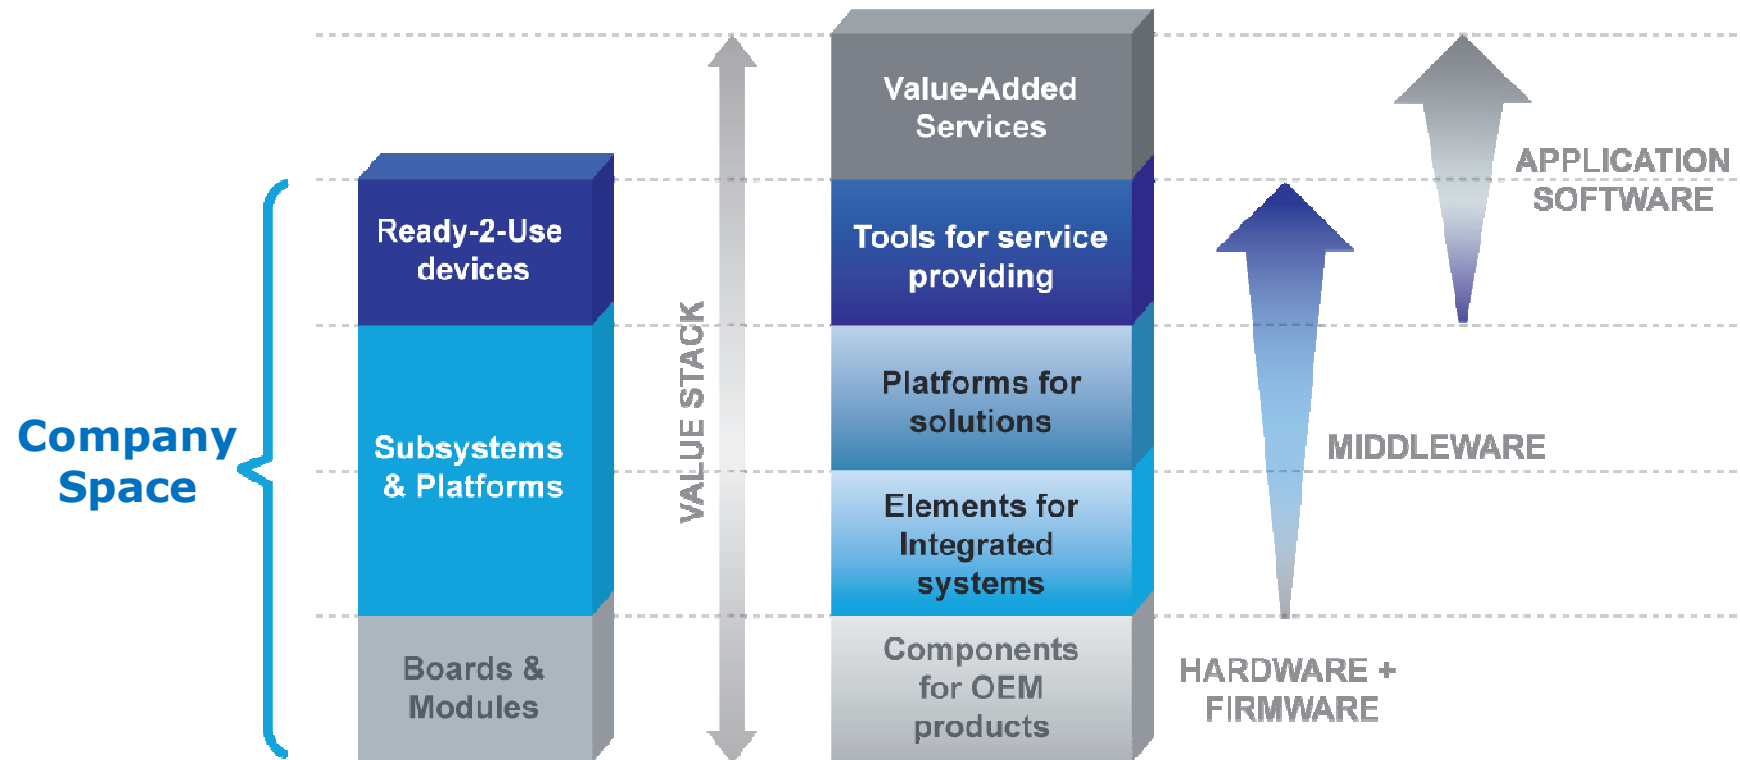 Company
Space
Ready-2-Use
devices
Subsystems
& Platforms
Boards &
Modules
VALUE STACK
Value-Added
Services
Tools for service
providing
Platforms for
solutions
Elements for
Integrated
systems
Components
for OEM
products
APPLICATION
SOFTWARE
MIDDLEWARE
HARDWARE +
FIRMWARE